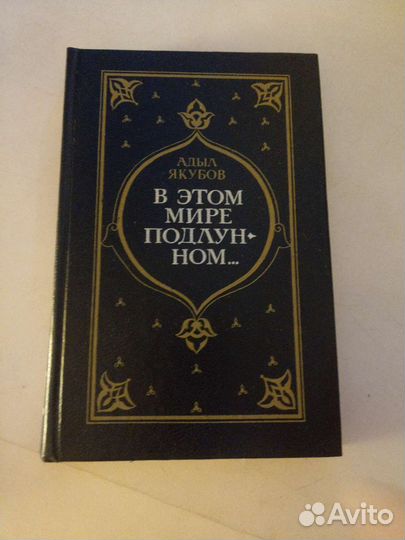 АДЫЛ
ЯКУБОВ
В ЭТОМ
МИРЕ
ПОДЛУН-
НОМ...
Avito